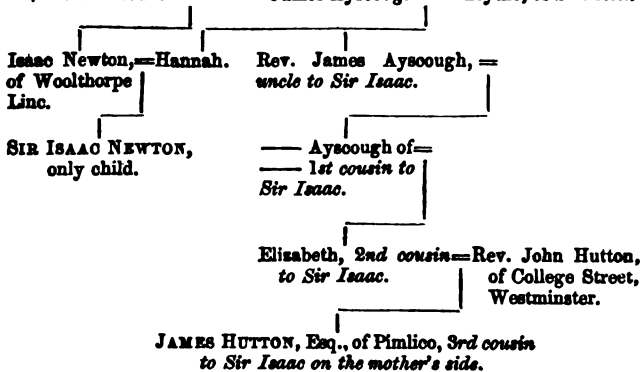 Isaac Newton,=Hannah.
of Woolthorpe
Linc.
Rev. James Ayscough, =
uncle to Sir Isaac.
SIR ISAAC NEWTON,
only child.
—— Ayscough of=
—— 1st cousin to
Sir Isaac.
Elizabeth, 2nd cousin=Rev. John Hutton,
to Sir Isaac.
of College Street,
Westminster.
JAMES HUTTON, Esq., of Pimlico, 3rd cousin
to Sir Isaac on the mother's side.